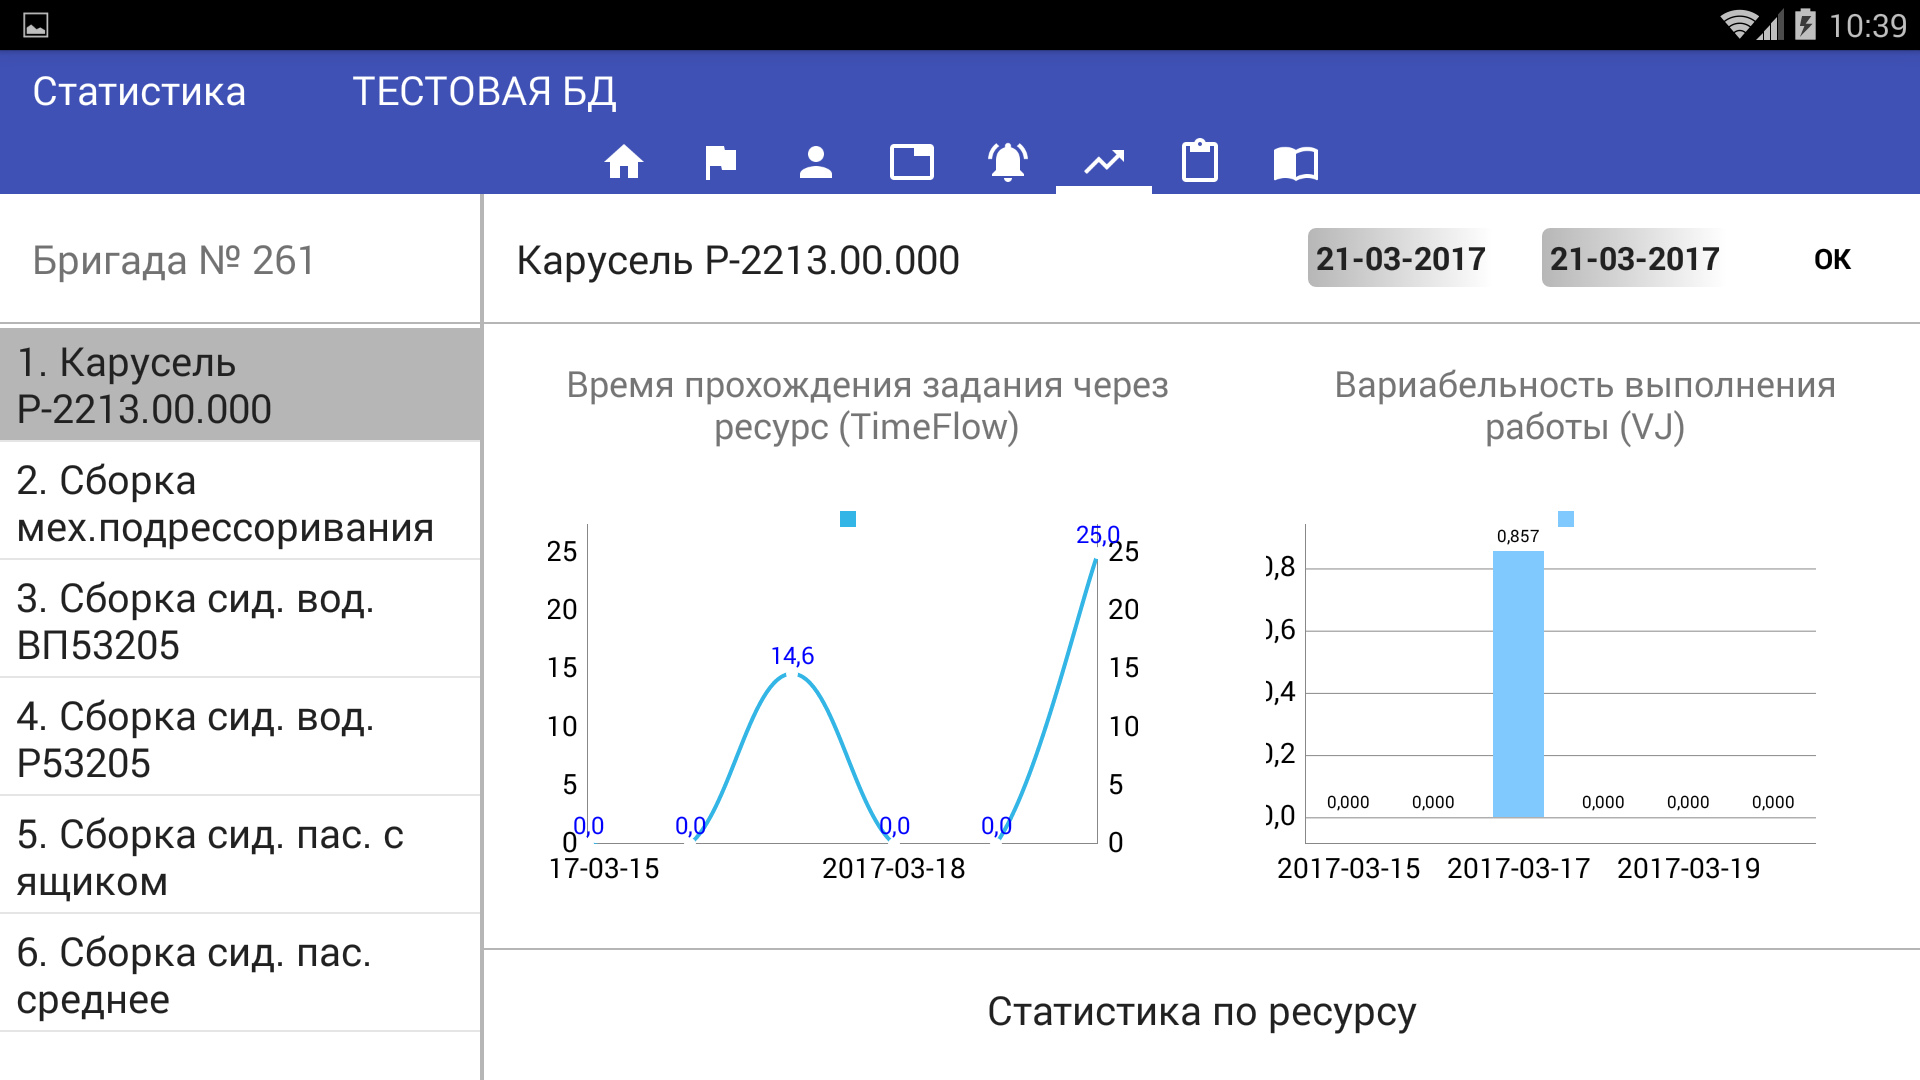 10:39
Статистика ТЕСТОВАЯ БД
Бригада № 261
Карусель Р-2213.00.000 21-03-2017 21-03-2017 ОК
1. Карусель
Р-2213.00.000
2. Сборка
мех.подрессоривания
3. Сборка сид. вод.
ВП53205
4. Сборка сид. вод.
Р53205
5. Сборка сид. пас. с
ящиком
6. Сборка сид. пас.
среднее
Время прохождения задания через
ресурс (TimeFlow)
25,0
25 25
20 20
14,6
15 15
10 10
5 5
0,0 0,0 0,0 0,0
0 0
17-03-15 2017-03-18
Вариабельность выполнения
работы (VJ)
0,857
0,8
0,6
0,4
0,2
0,000 0,000 0,000 0,000 0,000
0,0
2017-03-15 2017-03-17 2017-03-19
Статистика по ресурсу